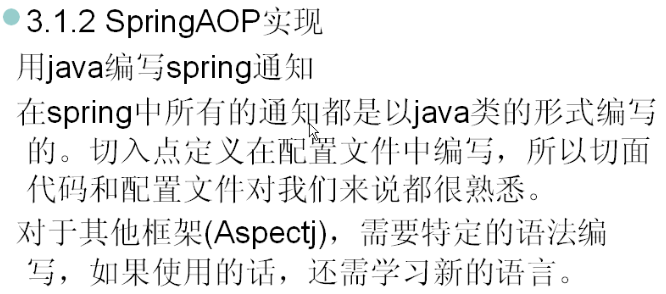 3.1.2 SpringAOP实现
用java编写spring通知
在spring中所有的通知都是以java类的形式编写
的。切入点定义在配置文件中编写，所以切面
代码和配置文件对我们来说都很熟悉。
对于其他框架(Aspectj)，需要特定的语法编
写，如果使用的话，还需学习新的语言。